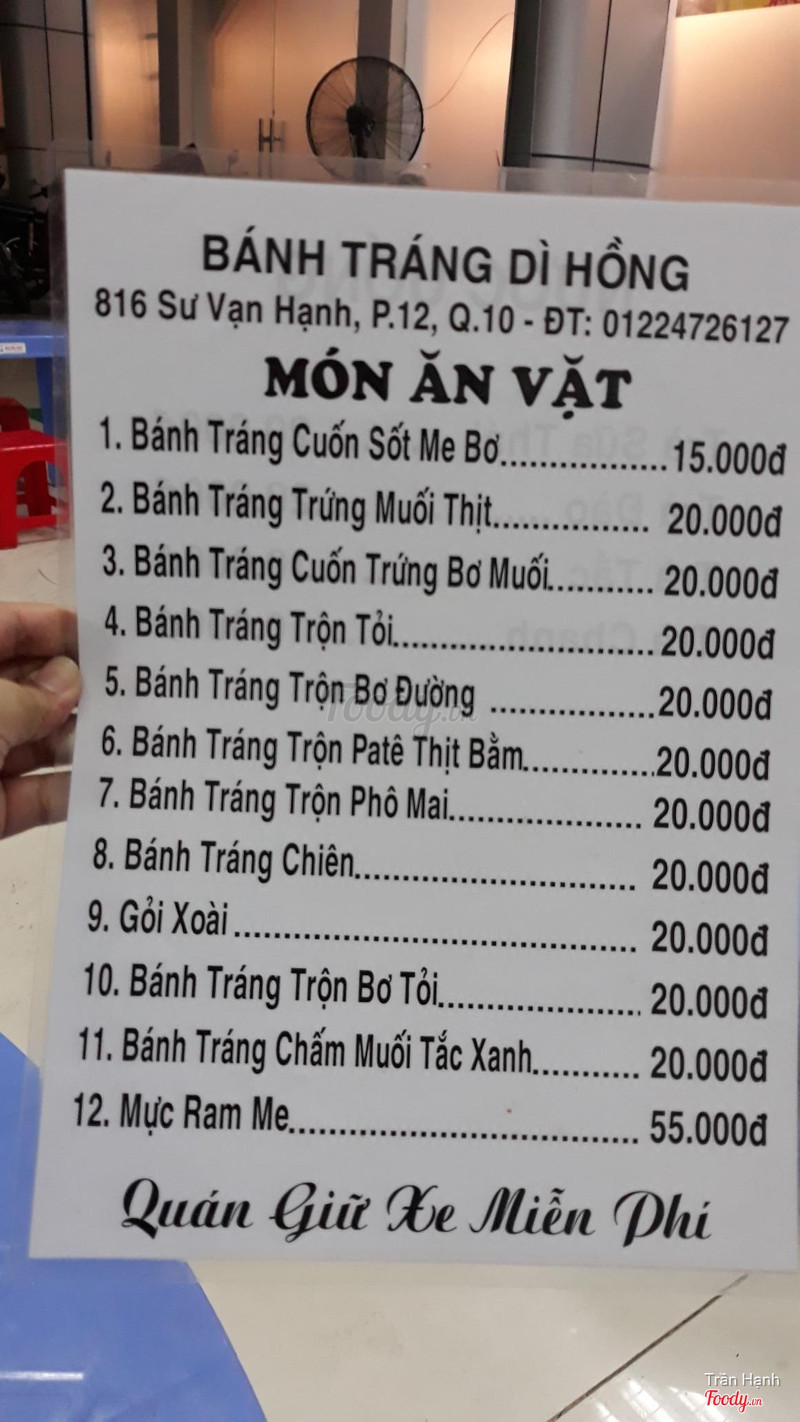 BÁNH TRÁNG DÌ HỒNG
816 Sư Vạn Hạnh, P.12, Q.10 - ĐT: 01224726127
MÓN ĂN VẶT
1. Bánh Tráng Cuốn Sốt Me Bơ..................15.000đ
2. Bánh Tráng Trứng Muối Thịt................. 20.000đ
3. Bánh Tráng Cuốn Trứng Bơ Muối........... 20.000đ
4. Bánh Tráng Trộn Tỏi............................20.000đ
5. Bánh Tráng Trộn Bơ Đường ..................20.000đ
6. Bánh Tráng Trộn Patê Thịt Bằm..............20.000đ
7. Bánh Tráng Trộn Phô Mai..................... 20.000đ
8. Bánh Tráng Chiên.............................. 20.000đ
9. Gỏi Xoài ........................................... 20.000đ
10. Bánh Tráng Trộn Bơ Tỏi...................... 20.000đ
11. Bánh Tráng Chấm Muối Tắc Xanh........... 20.000đ
12. Mực Ram Me..................................... 55.000đ
Quán Giữ Xe Miễn Phí
Foody.vn
Trần Hạnh
Foody.vn